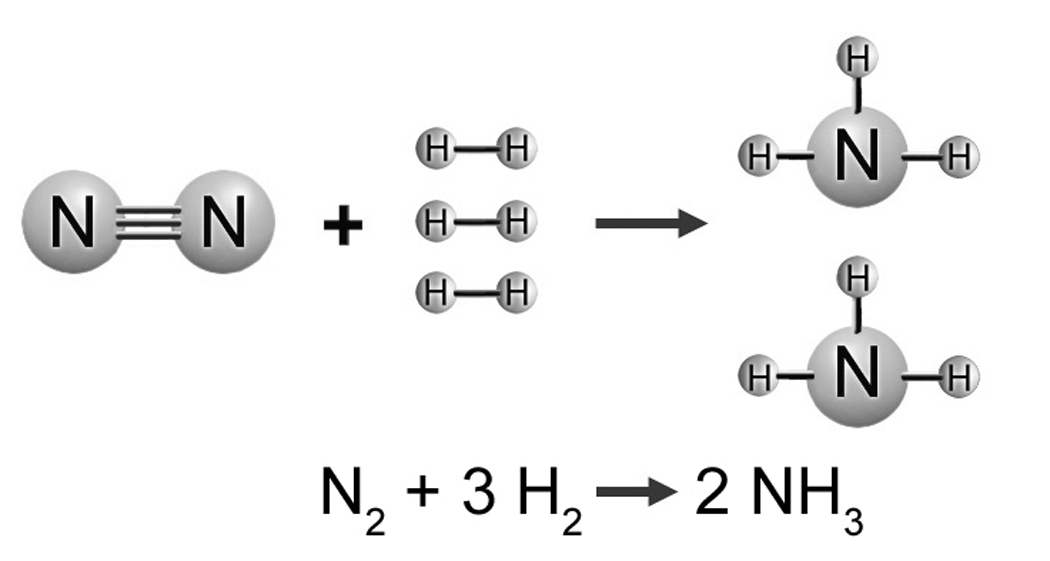 H
H N H
H H
N N + H H
H H
H
H N H
N₂ + 3 H₂ → 2 NH₃